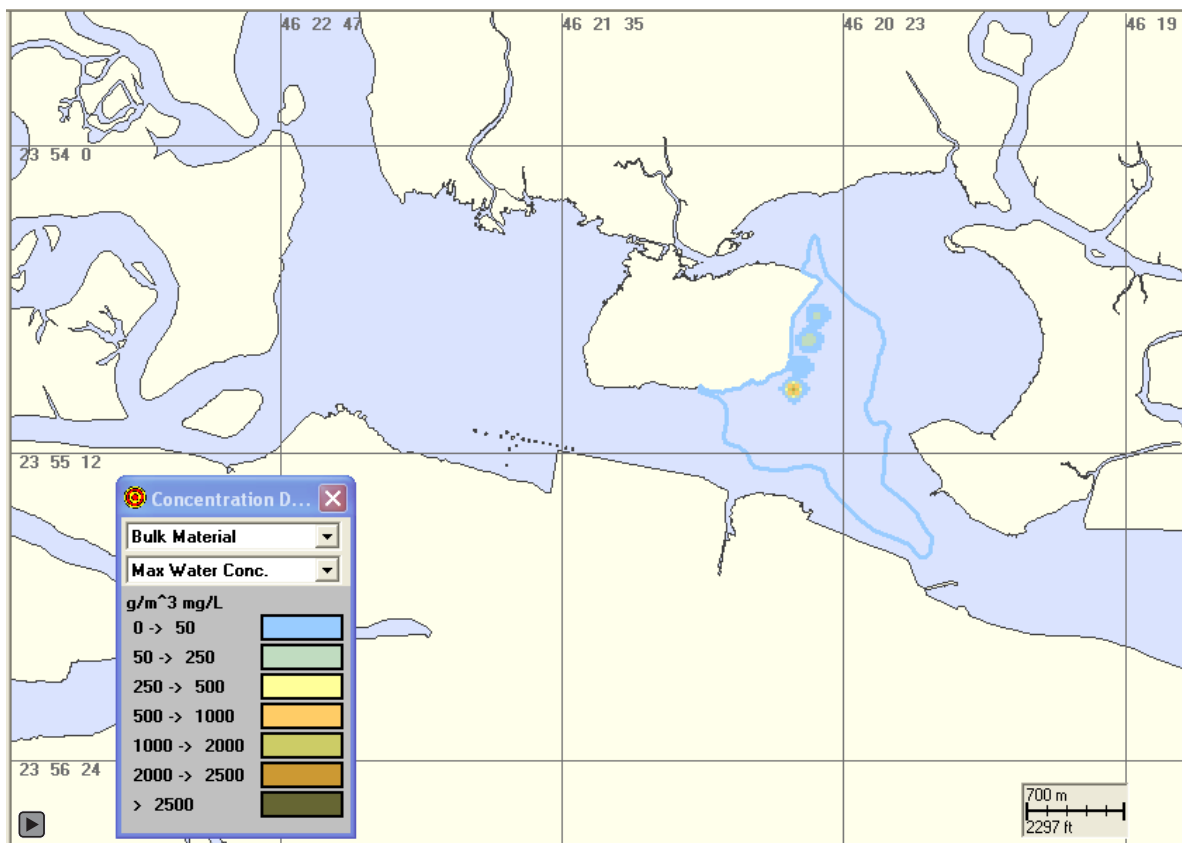 46 22 47
46 21 35
46 20 23
46 19
23 54 0
23 55 12
Concentration D...
Bulk Material
Max Water Conc.
g/m^3 mg/L
0 -> 50
50 -> 250
250 -> 500
500 -> 1000
1000 -> 2000
2000 -> 2500
> 2500
23 56 24
700 m
2297 ft